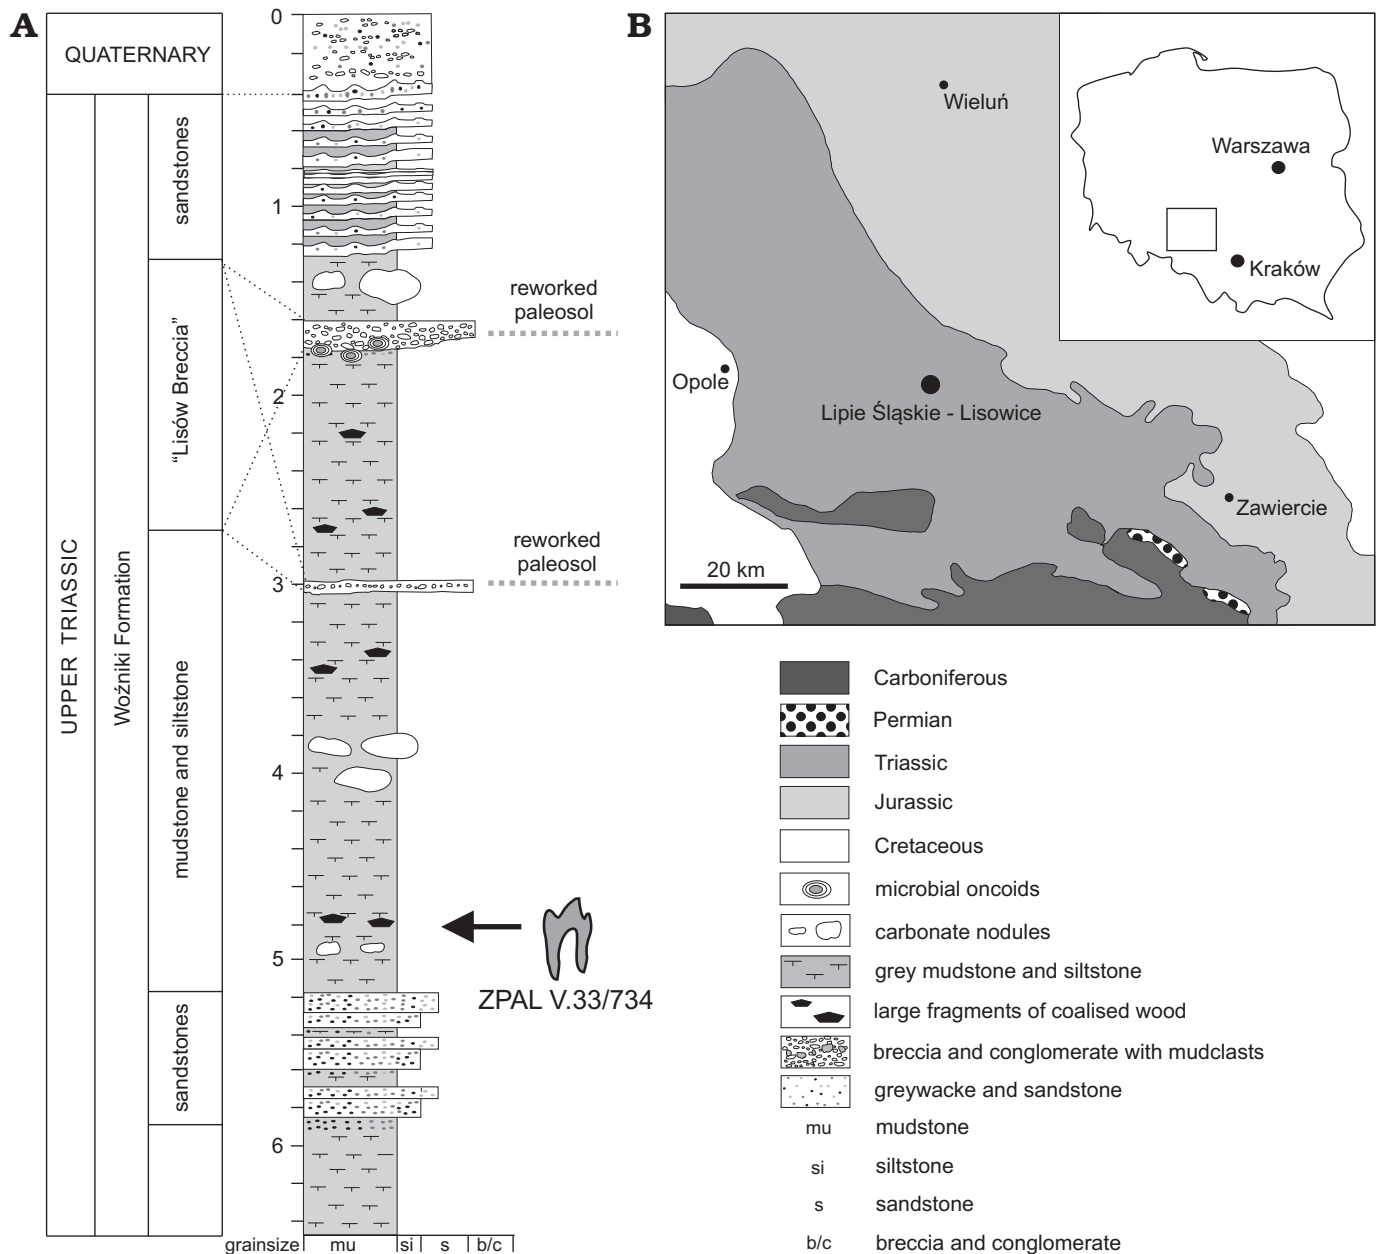 A
QUATERNARY
UPPER TRIASSIC
Woźniki Formation
sandstones
“Lisów Breccia”
mudstone and siltstone
sandstones
0
1
2
3
4
5
6
reworked
paleosol
reworked
paleosol
ZPAL V.33/734
grainsize mu si s b/c
B
Wieluń
Warszawa
Kraków
Opole
Lipie Śląskie - Lisowice
Zawiercie
20 km
Carboniferous
Permian
Triassic
Jurassic
Cretaceous
microbial oncoids
carbonate nodules
grey mudstone and siltstone
large fragments of coalised wood
breccia and conglomerate with mudclasts
greywacke and sandstone
mu mudstone
si siltstone
s sandstone
b/c breccia and conglomerate